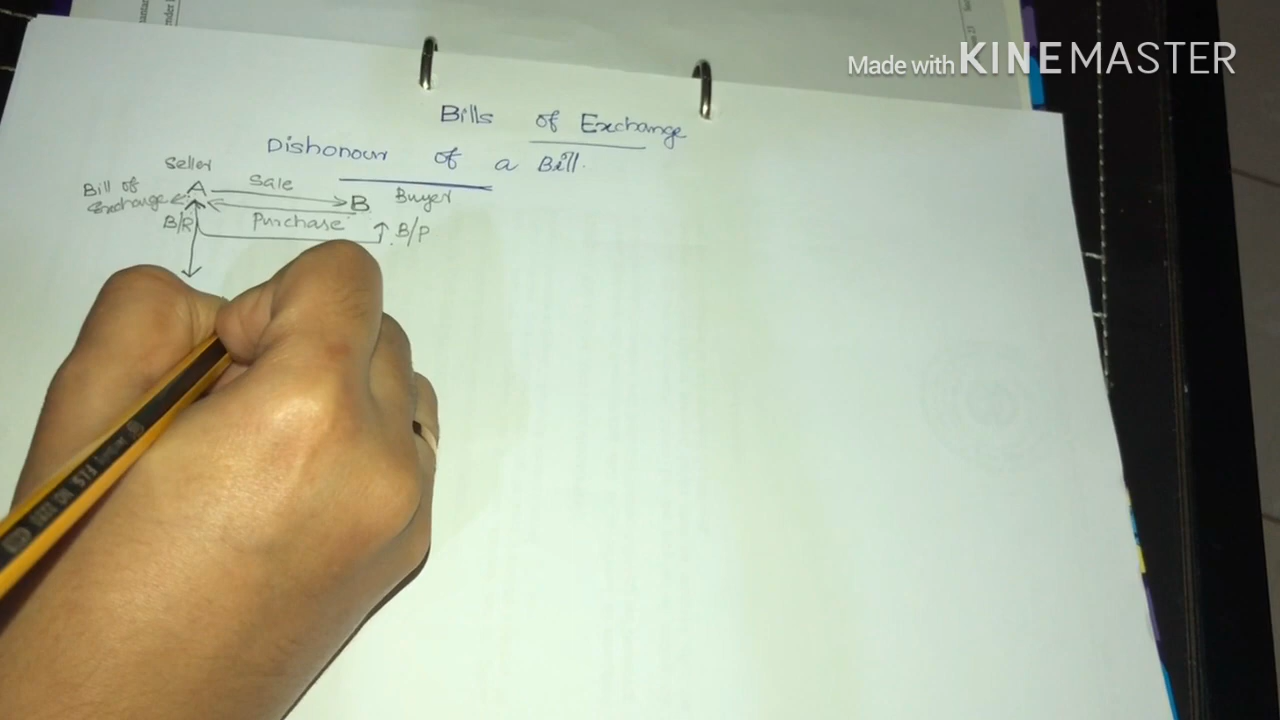 Made with KINEMASTER
Bills of Exchange
Dishonour of a Bill.
Seller
A Sale B Buyer
Bill of
Exchange
B/R Purchase B/P